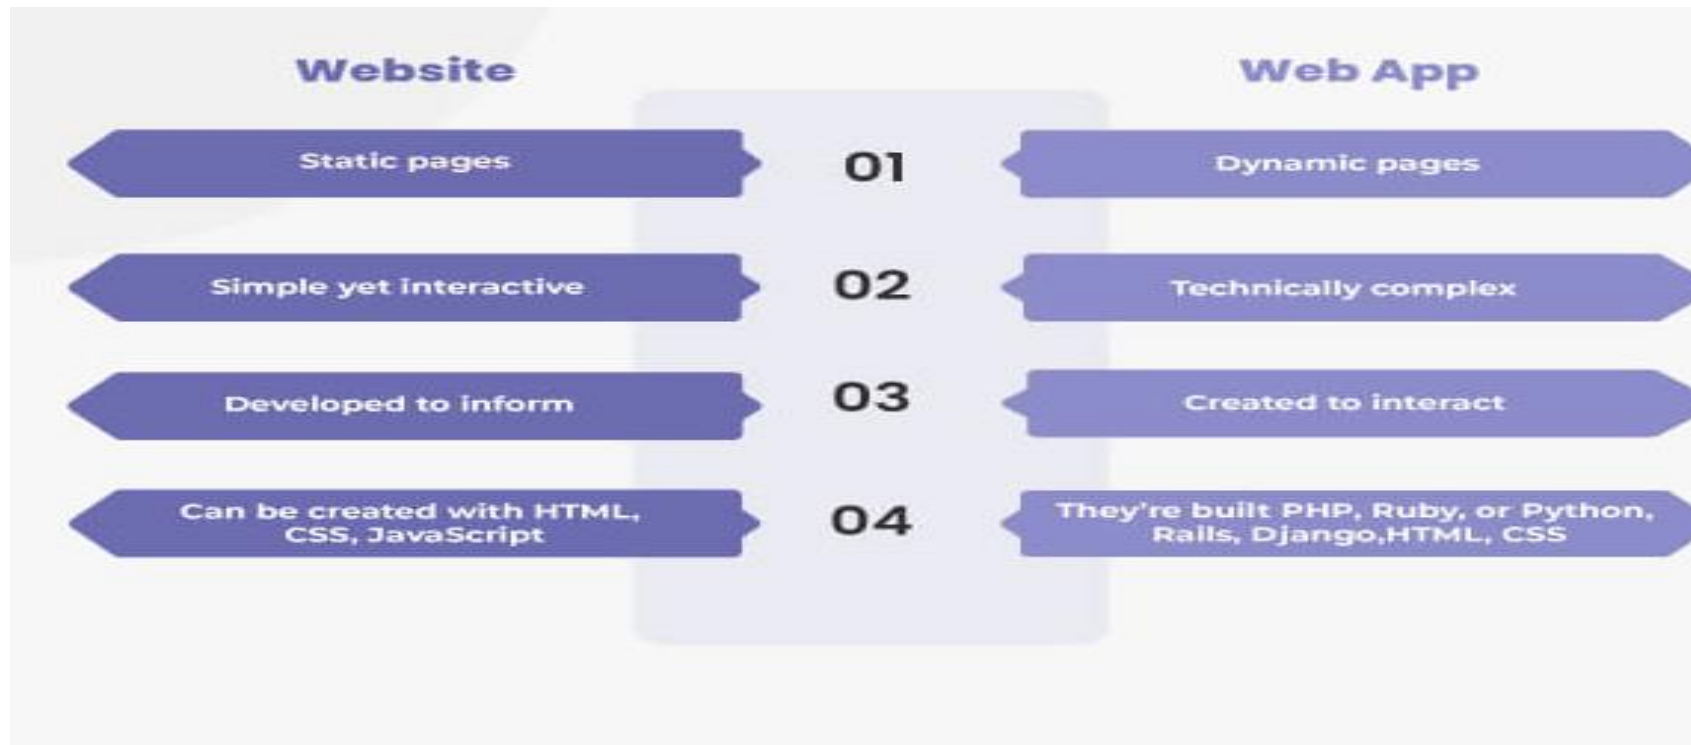 Website
Web App
Static pages
01
Dynamic pages
Simple yet interactive
02
Technically complex
Developed to inform
03
Created to interact
Can be created with HTML,
CSS, JavaScript
04
They're built PHP, Ruby, or Python,
Rails, Django,HTML, CSS